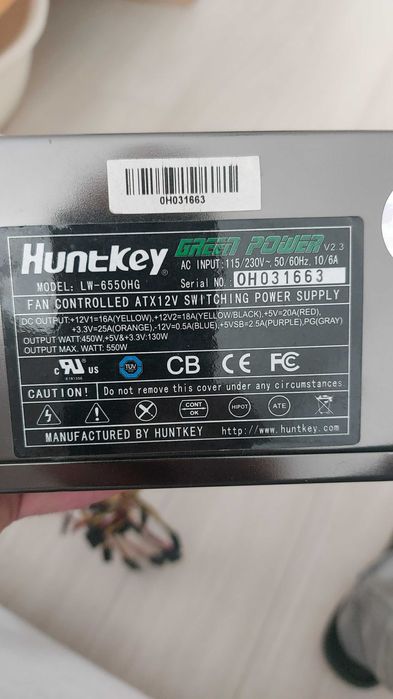 0H031663
Huntkey GREEN POWER V2.3
AC INPUT:115/230V~,50/60Hz,10/6A
MODEL: LW-6550HG Serial NO.: 0H031663
FAN CONTROLLED ATX12V SWITCHING POWER SUPPLY
DC OUTPUT:+12V1=16A(YELLOW),+12V2=18A(YELLOW/BLACK),+5V=20A(RED),
+3.3V=25A(ORANGE),-12V=0.5A(BLUE),+5VSB=2.5A(PURPLE),PG(GRAY)
OUTPUT WATT:450W,+5V&+3.3V:130W
OUTPUT MAX. WATT: 550W
c RU us TUV CB CE FC
CAUTION! Do not remove this cover under any circumstances.
CONT OK HIPOT ATE
MANUFACTURED BY HUNTKEY http://www.huntkey.com